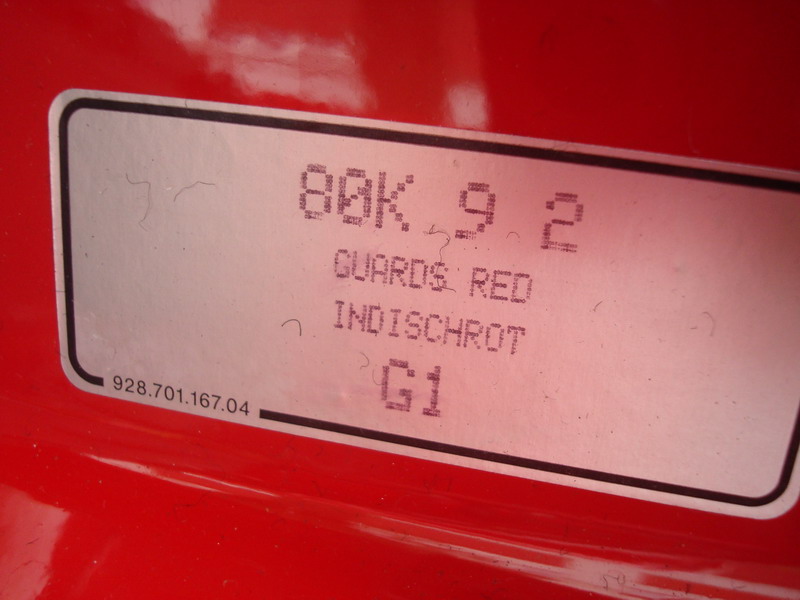 80K 9 2
GUARDS RED
INDISCHROT
G1
928.701.167.04